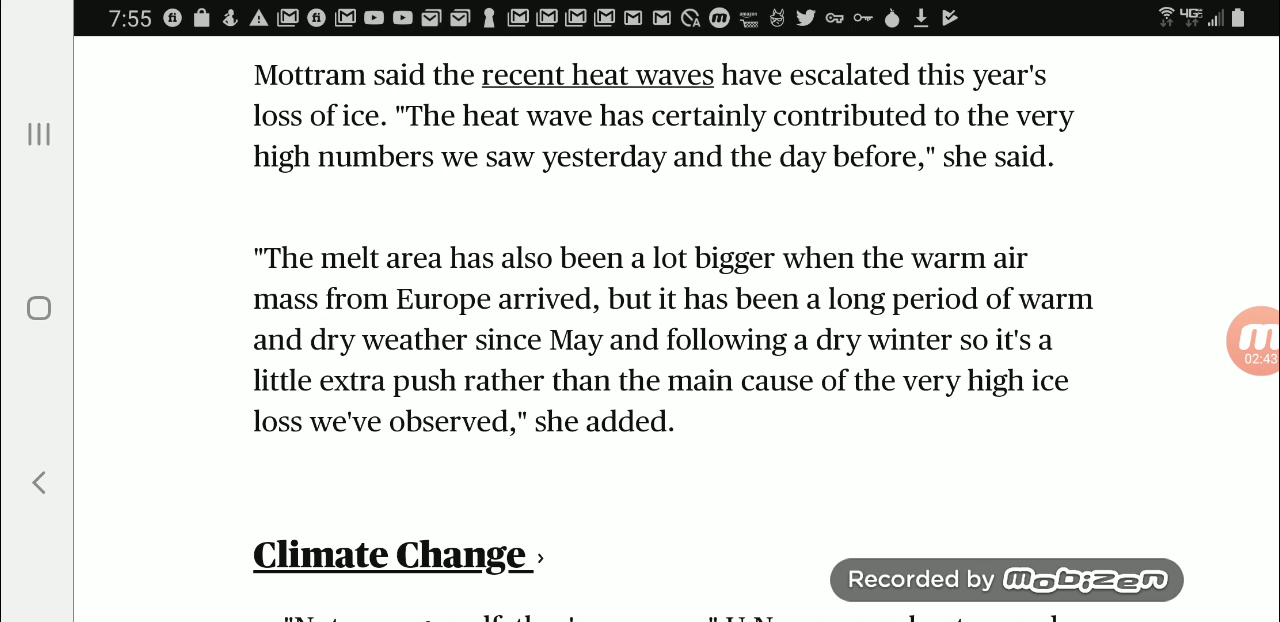 7:55
4GE
Mottram said the recent heat waves have escalated this year's
loss of ice. "The heat wave has certainly contributed to the very
high numbers we saw yesterday and the day before," she said.
"The melt area has also been a lot bigger when the warm air
mass from Europe arrived, but it has been a long period of warm
and dry weather since May and following a dry winter so it's a
little extra push rather than the main cause of the very high ice
loss we've observed," she added.
m
02:43
Climate Change ›
Recorded by mobizen